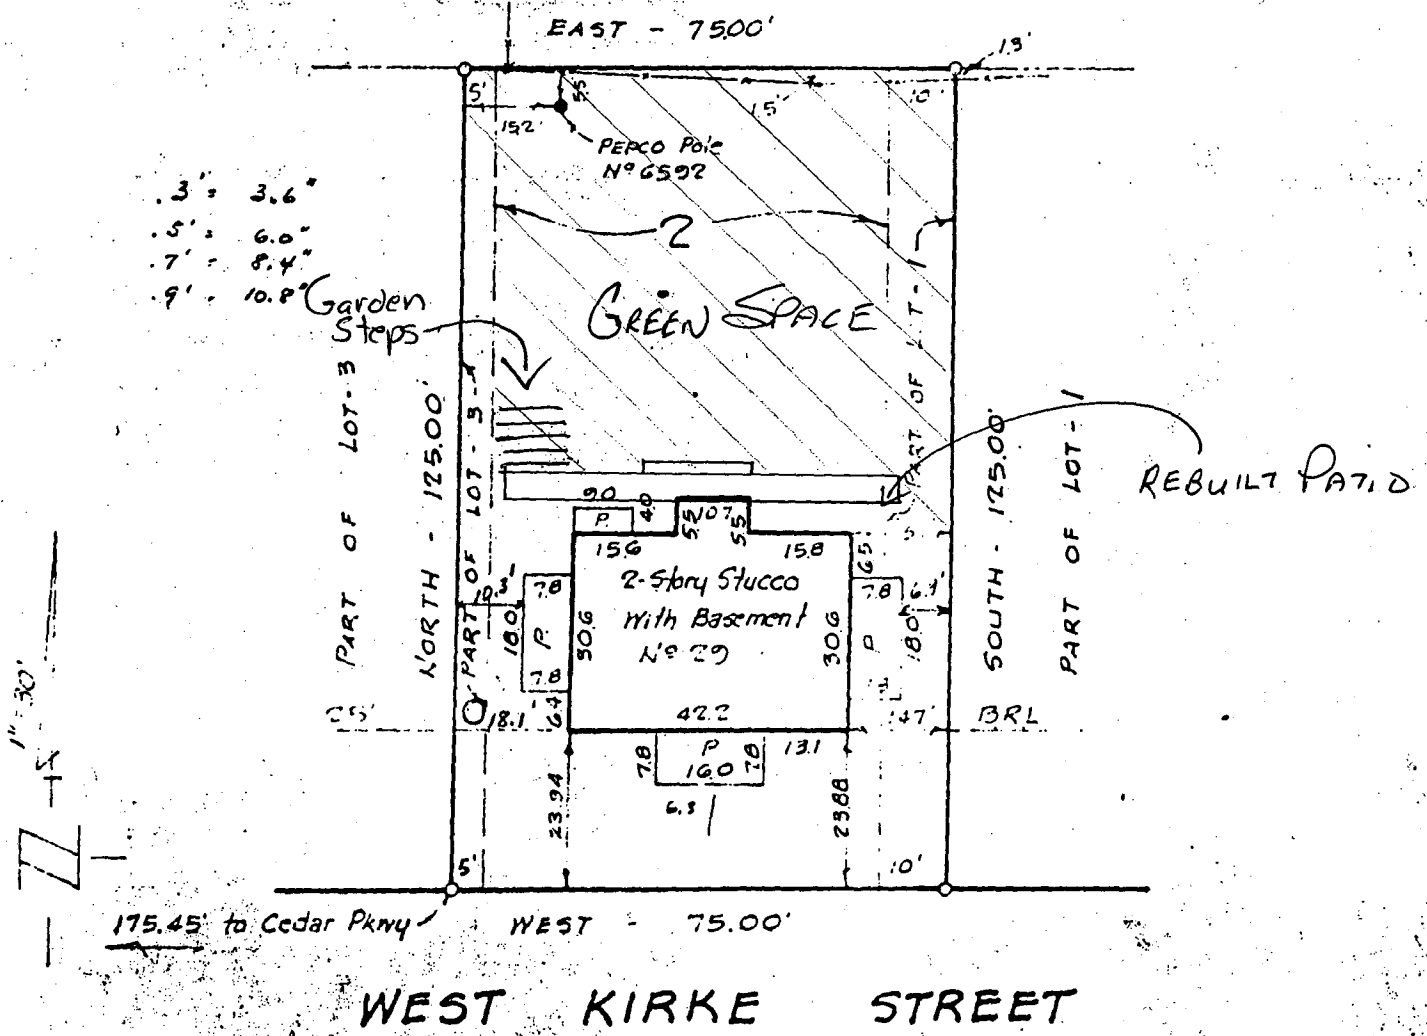 EAST - 75.00'
1.3'
5'
5.5
15.2'
1.5'
10'
PEPCO Pole
Nº 6592
.3' = 3.6"
.5' = 6.0"
.7' = 8.4"
.9' = 10.8"
2
Garden
Steps
GREEN SPACE
PART OF LOT-3
NORTH - 125.00'
PART OF LOT-3
PART OF LOT-1
SOUTH - 125.00'
PART OF LOT-1
REBUILT PATIO
9.0
4.0
P.
5.5
10.7
5.5
15.6
15.8
6.5
5
2-Story Stucco
With Basement
Nº 29
7.8
10.3'
18.0
P.
7.8
30.6
30.6
7.8
6.9'
P
18.0
6.4
18.1'
42.2
14.7'
25'
BRL
7.8
P
16.0
7.8
13.1
6.3
23.94
23.88
1" = 30'
N
5'
10'
175.45' to Cedar Pkwy
WEST - 75.00'
WEST KIRKE STREET